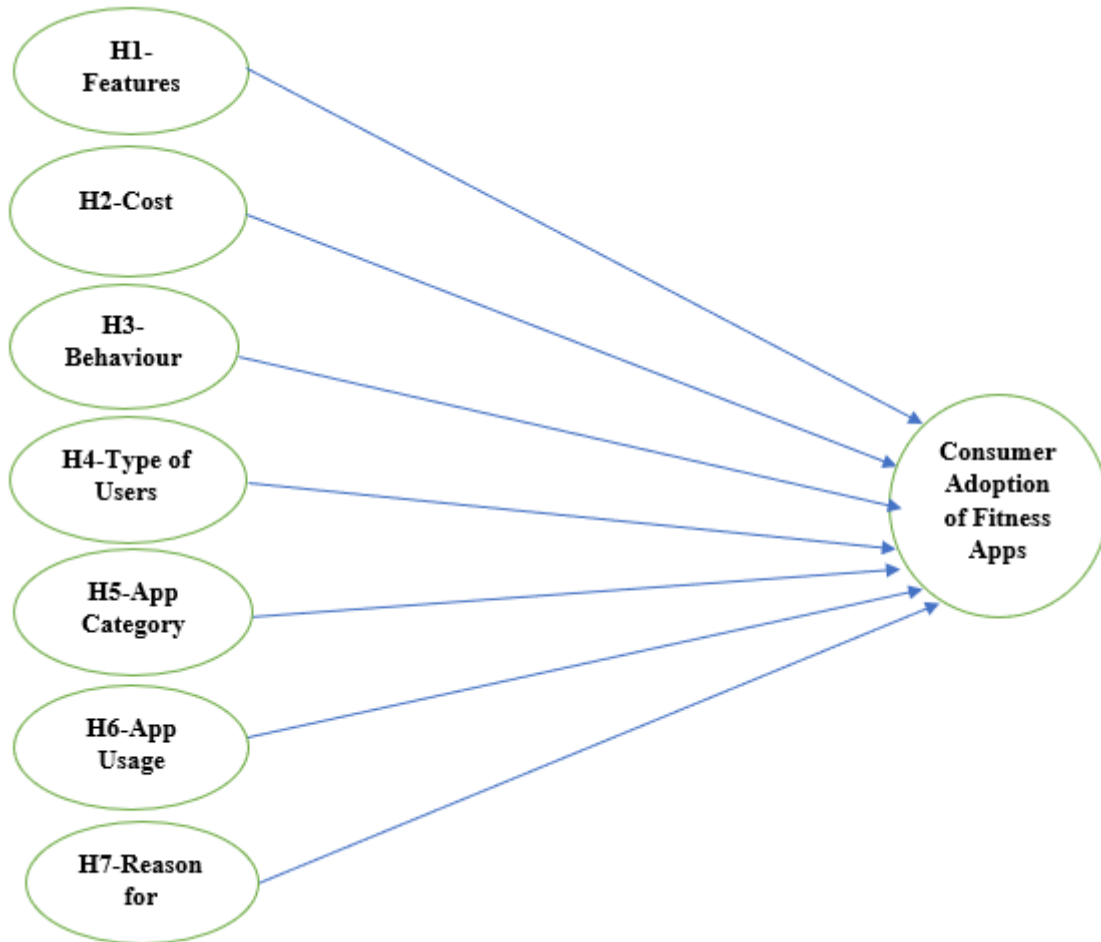 H1-
Features
H2-Cost
H3-
Behaviour
H4-Type of
Users
H5-App
Category
H6-App
Usage
H7-Reason
for
Consumer
Adoption
of Fitness
Apps